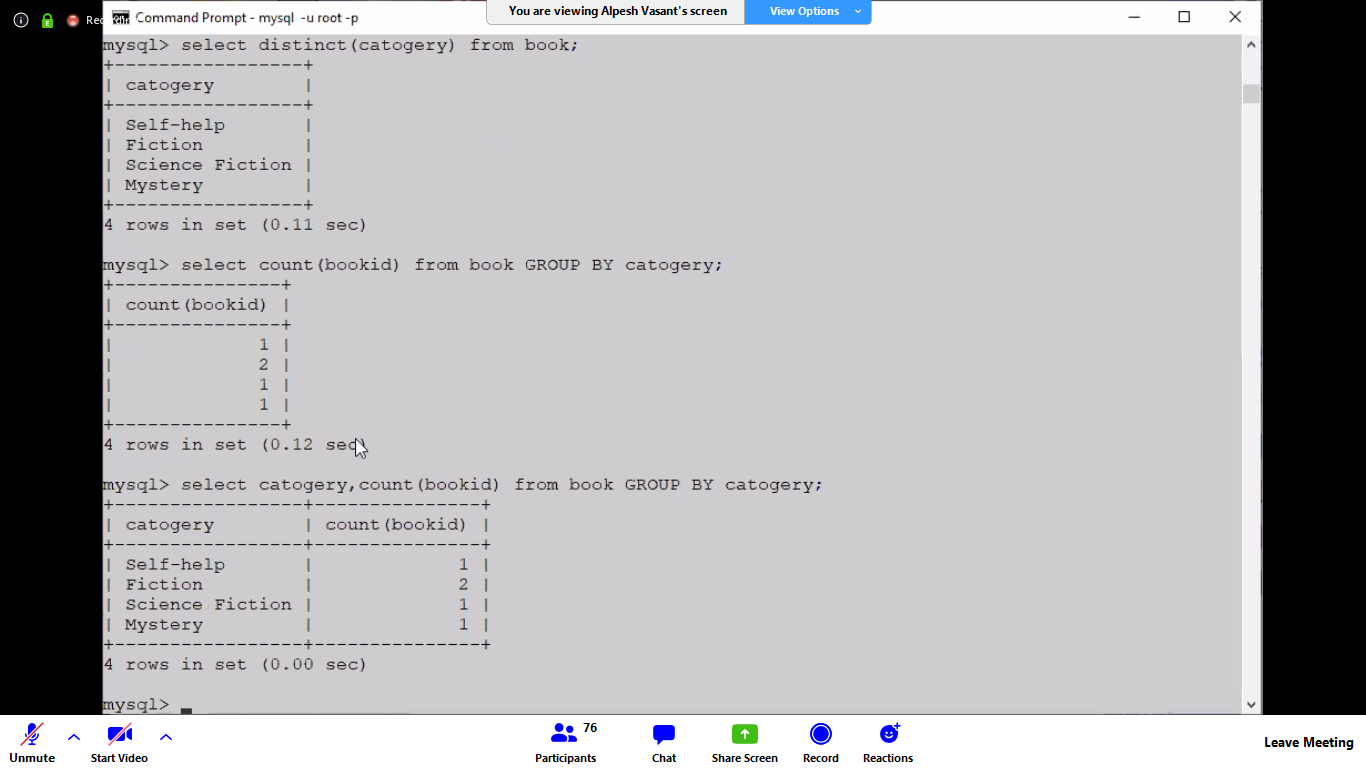 Command Prompt - mysql -u root -p
You are viewing Alpesh Vasant's screen
View Options
mysql> select distinct(catogery) from book;
+-----------------+
| catogery        |
+-----------------+
| Self-help       |
| Fiction         |
| Science Fiction |
| Mystery         |
+-----------------+
4 rows in set (0.11 sec)
mysql> select count(bookid) from book GROUP BY catogery;
+---------------+
| count(bookid) |
+---------------+
|             1 |
|             2 |
|             1 |
|             1 |
+---------------+
4 rows in set (0.12 sec)
mysql> select catogery,count(bookid) from book GROUP BY catogery;
+-----------------+---------------+
| catogery        | count(bookid) |
+-----------------+---------------+
| Self-help       |             1 |
| Fiction         |             2 |
| Science Fiction |             1 |
| Mystery         |             1 |
+-----------------+---------------+
4 rows in set (0.00 sec)
mysql>
76
Unmute
Start Video
Participants
Chat
Share Screen
Record
Reactions
Leave Meeting